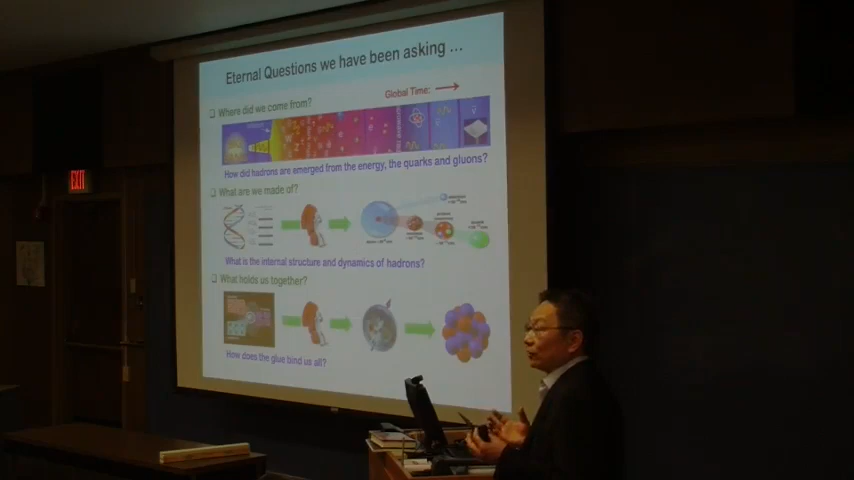 Eternal Questions we have been asking ...
Global Time:
Where did we come from?
How did hadrons are emerged from the energy, the quarks and gluons?
What are we made of?
What is the internal structure and dynamics of hadrons?
What holds us together?
How does the glue bind us all?
EXIT